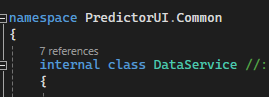 namespace PredictorUI.Common
{
7 references
internal class DataService //:
{